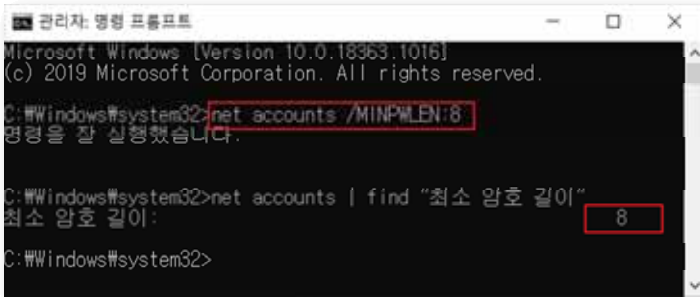 관리자: 명령 프롬프트
Microsoft Windows [Version 10.0.18363.1016]
(c) 2019 Microsoft Corporation. All rights reserved.
C:₩Windows₩system32>net accounts /MINPWLEN:8
명령을 잘 실행했습니다.
C:₩Windows₩system32>net accounts | find "최소 암호 길이"
최소 암호 길이: 8
C:₩Windows₩system32>